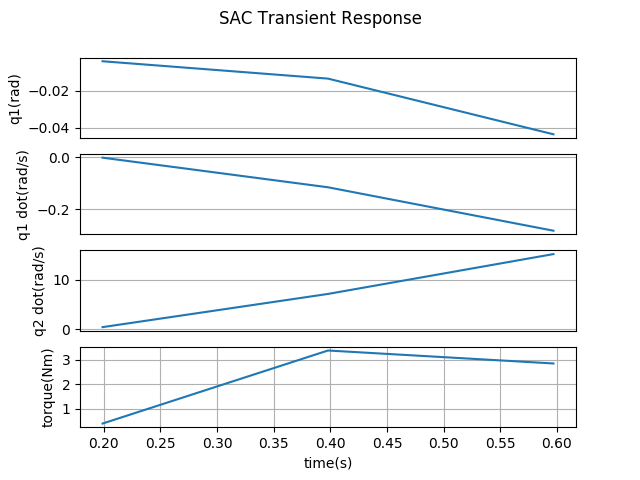 SAC Transient Response
q1(rad)
−0.02
−0.04
q1 dot(rad/s)
0.0
−0.2
q2 dot(rad/s)
10
0
torque(Nm)
3
2
1
0.20 0.25 0.30 0.35 0.40 0.45 0.50 0.55 0.60
time(s)